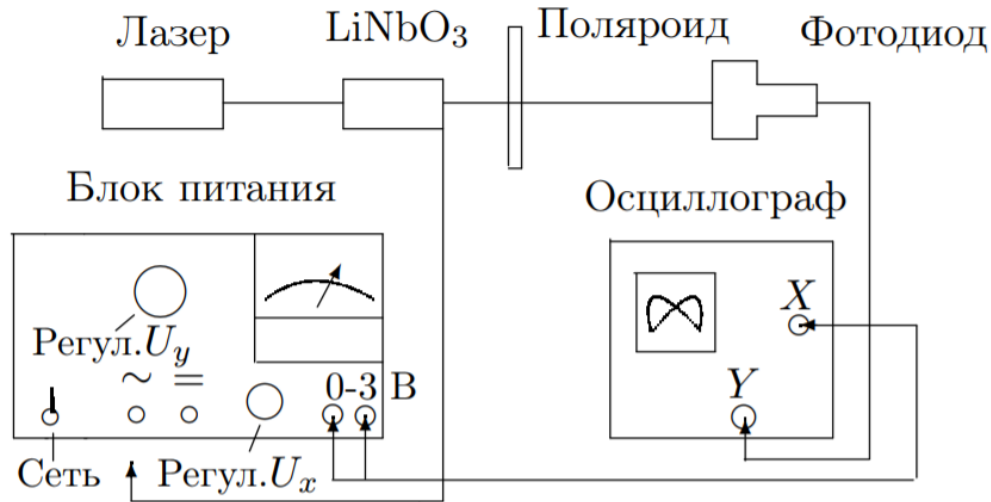 Лазер
LiNbO₃
Поляроид
Фотодиод
Блок питания
Осциллограф
Регул.Uy
~ =
0-3 В
X
Y
Сеть
Регул.Uₓ